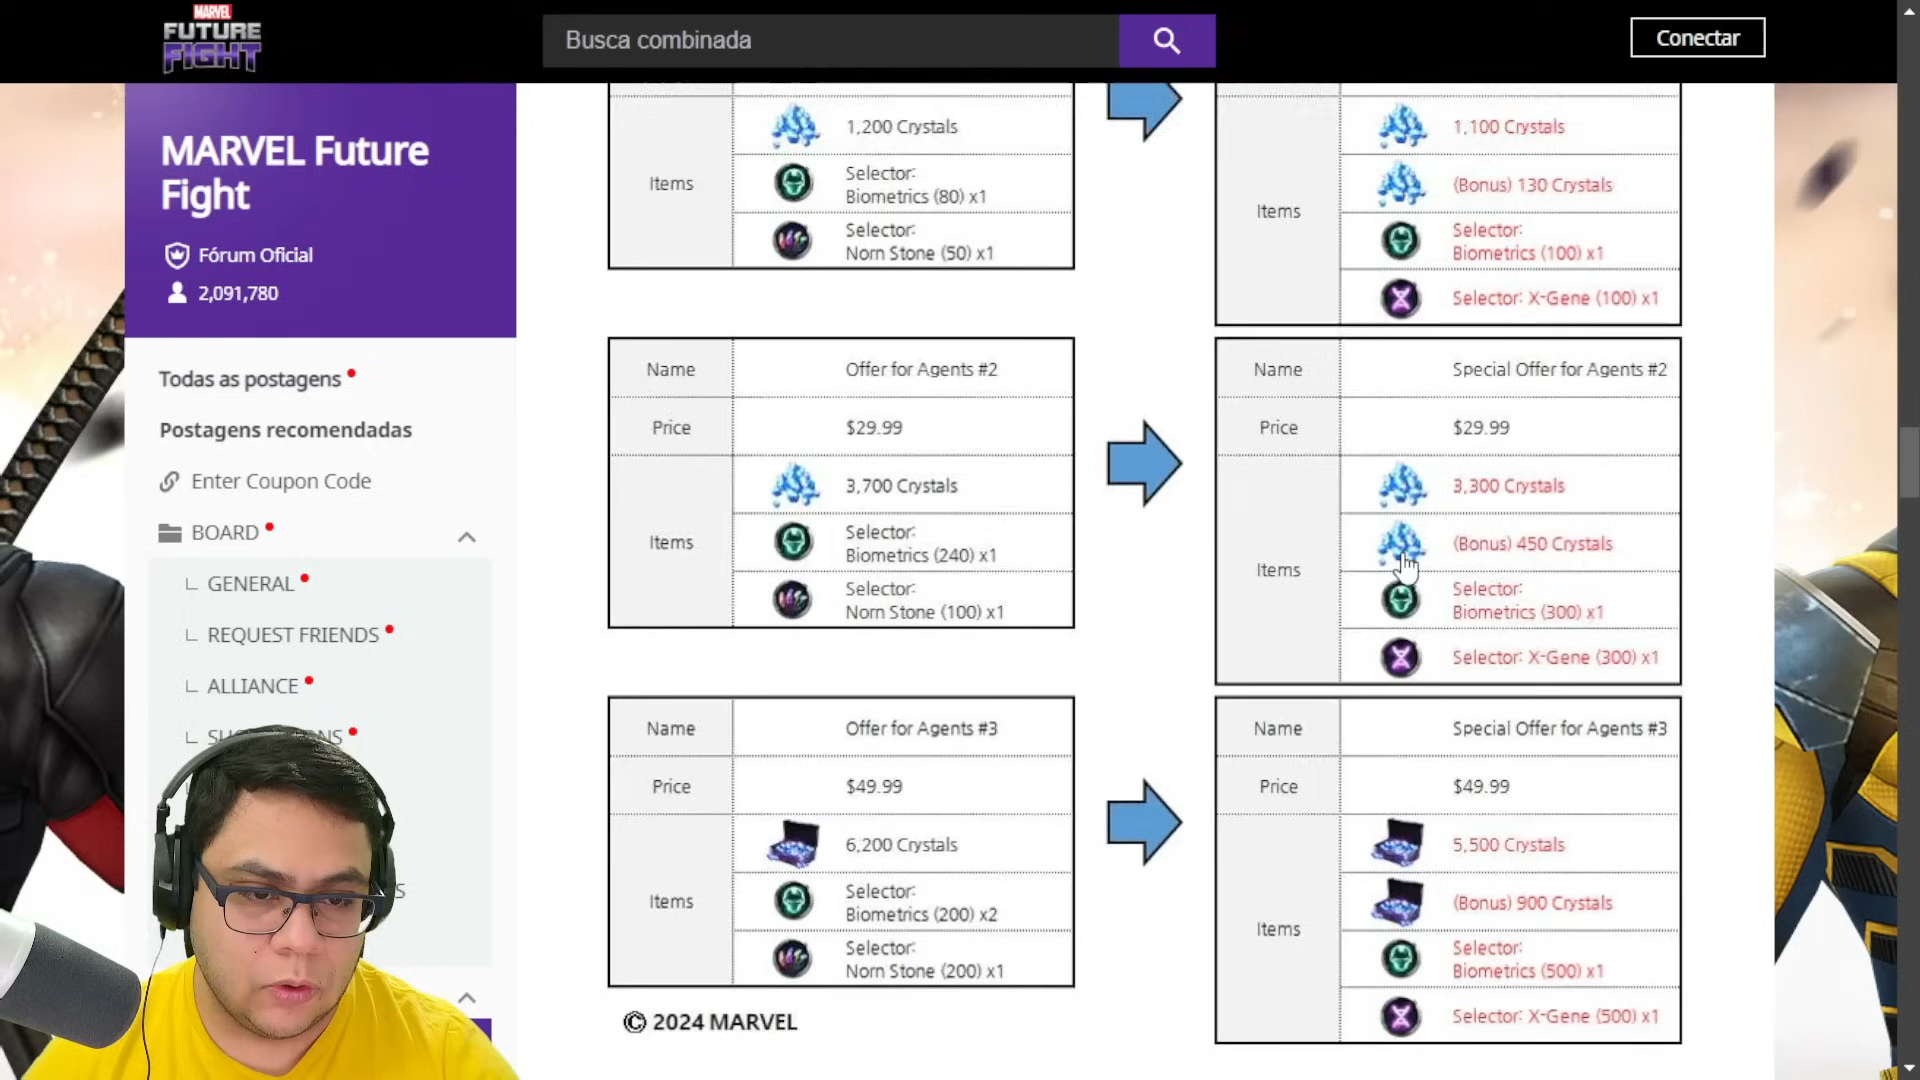 MARVEL
FUTURE
FIGHT
Busca combinada
Conectar
MARVEL Future
Fight
Fórum Oficial
2,091,780
Todas as postagens
Postagens recomendadas
Enter Coupon Code
BOARD
GENERAL
REQUEST FRIENDS
ALLIANCE
Items
1,200 Crystals
Selector:
Biometrics (80) x1
Selector:
Norn Stone (50) x1
Items
1,100 Crystals
(Bonus) 130 Crystals
Selector:
Biometrics (100) x1
Selector: X-Gene (100) x1
Name
Offer for Agents #2
Price
$29.99
Items
3,700 Crystals
Selector:
Biometrics (240) x1
Selector:
Norn Stone (100) x1
Name
Special Offer for Agents #2
Price
$29.99
Items
3,300 Crystals
(Bonus) 450 Crystals
Selector:
Biometrics (300) x1
Selector: X-Gene (300) x1
Name
Offer for Agents #3
Price
$49.99
Items
6,200 Crystals
Selector:
Biometrics (200) x2
Selector:
Norn Stone (200) x1
Name
Special Offer for Agents #3
Price
$49.99
Items
5,500 Crystals
(Bonus) 900 Crystals
Selector:
Biometrics (500) x1
Selector: X-Gene (500) x1
© 2024 MARVEL